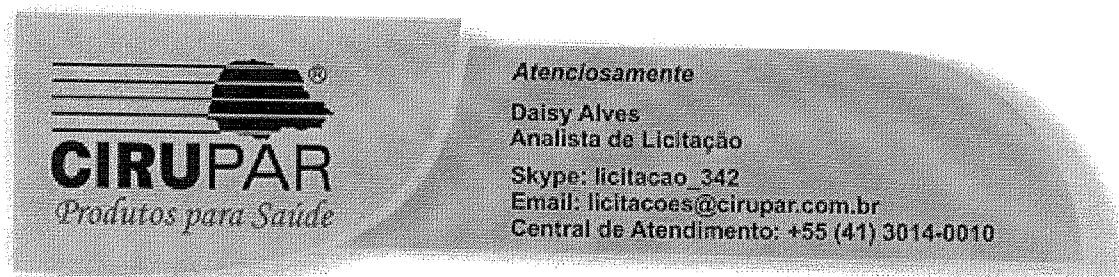 CIRUPAR®
Produtos para Saúde
Atenciosamente
Daisy Alves
Analista de Licitação
Skype: licitacao_342
Email: licitacoes@cirupar.com.br
Central de Atendimento: +55 (41) 3014-0010